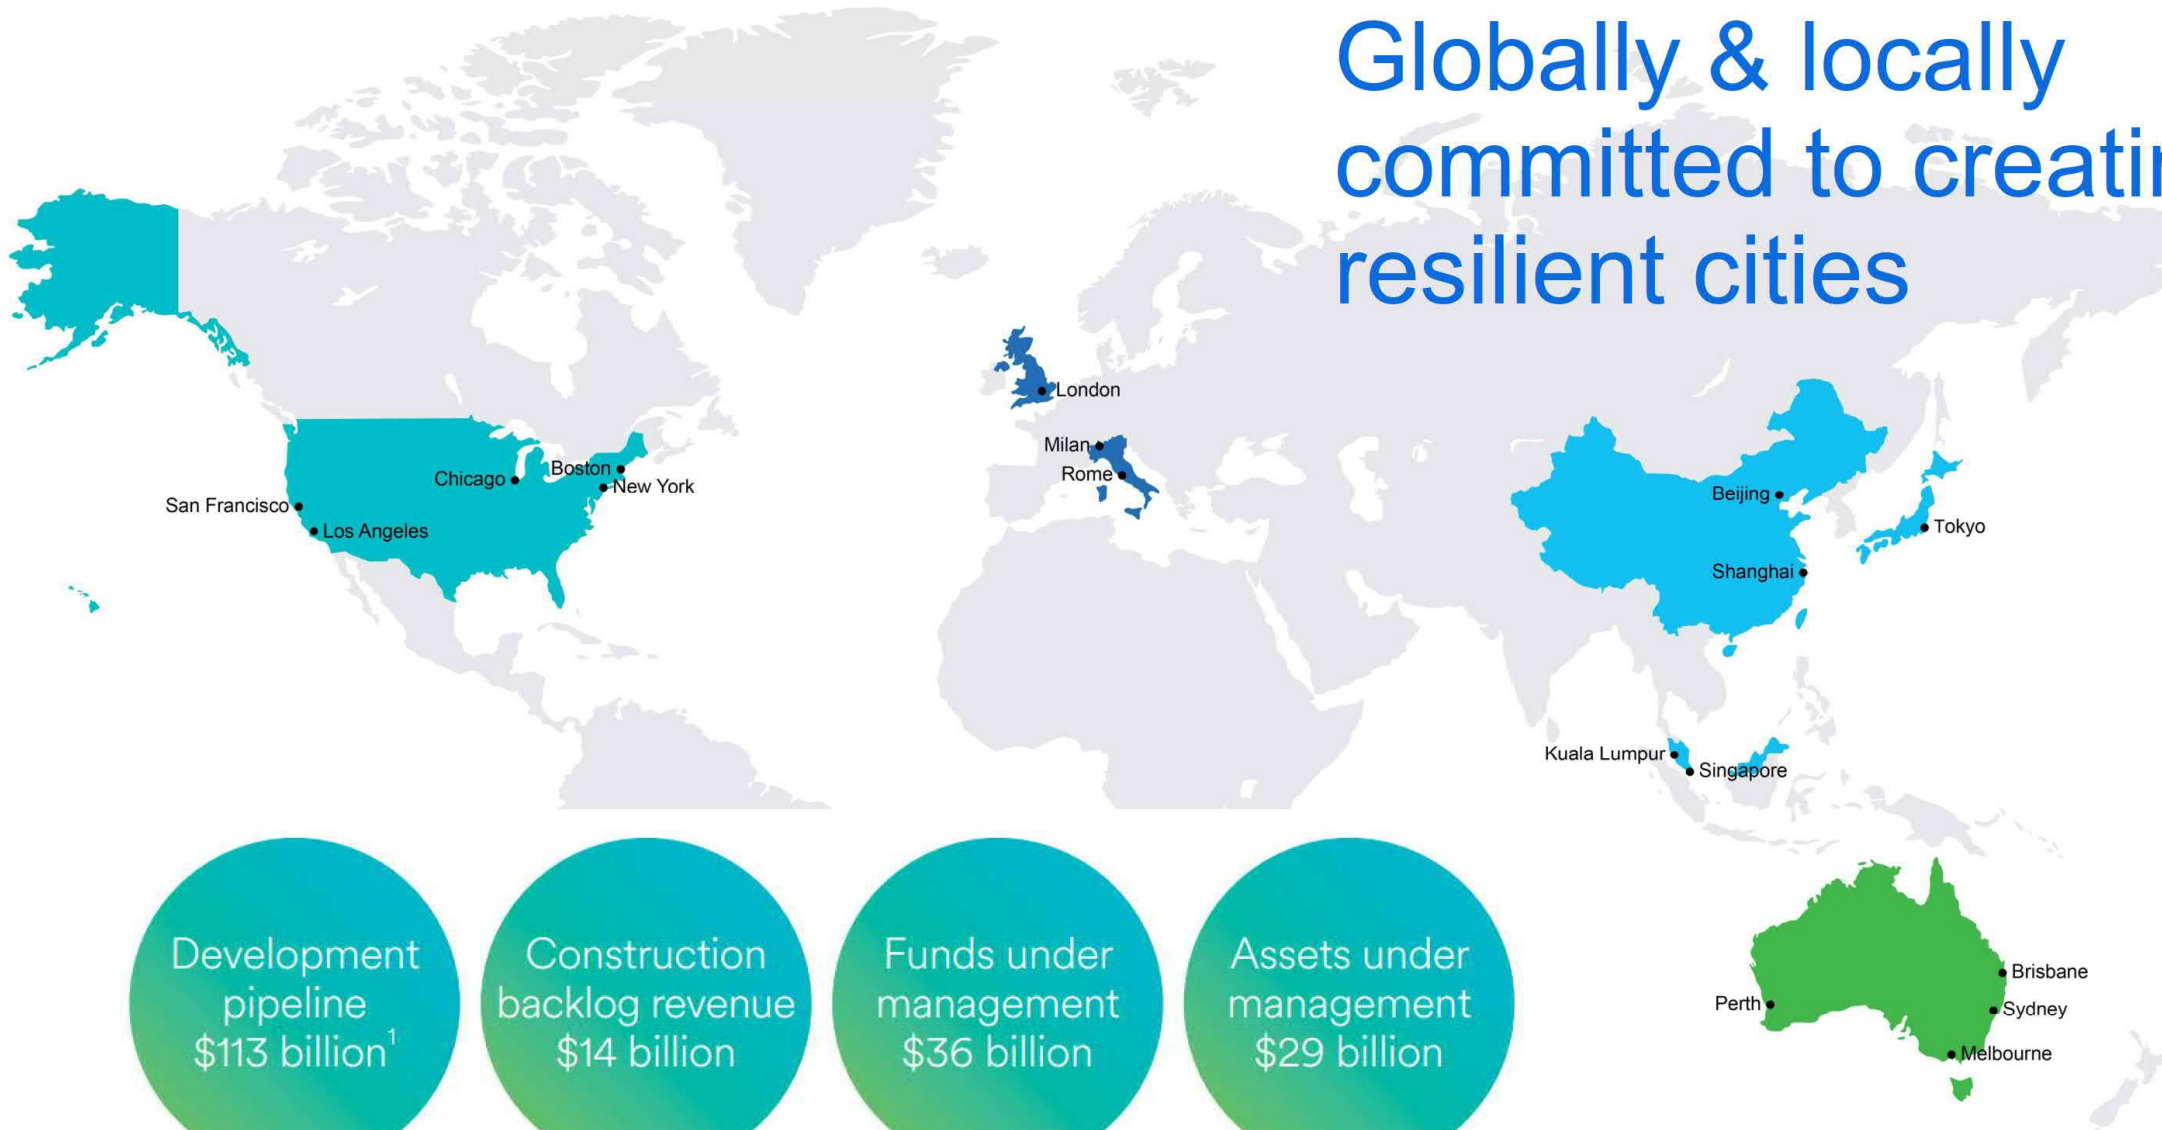 Globally & locally
committed to creatin
resilient cities
London
Milan
Rome
Chicago
Boston
New York
San Francisco
Los Angeles
Beijing
Tokyo
Shanghai
Kuala Lumpur
Singapore
Brisbane
Perth
Sydney
Melbourne
Development
pipeline
$113 billion¹
Construction
backlog revenue
$14 billion
Funds under
management
$36 billion
Assets under
management
$29 billion